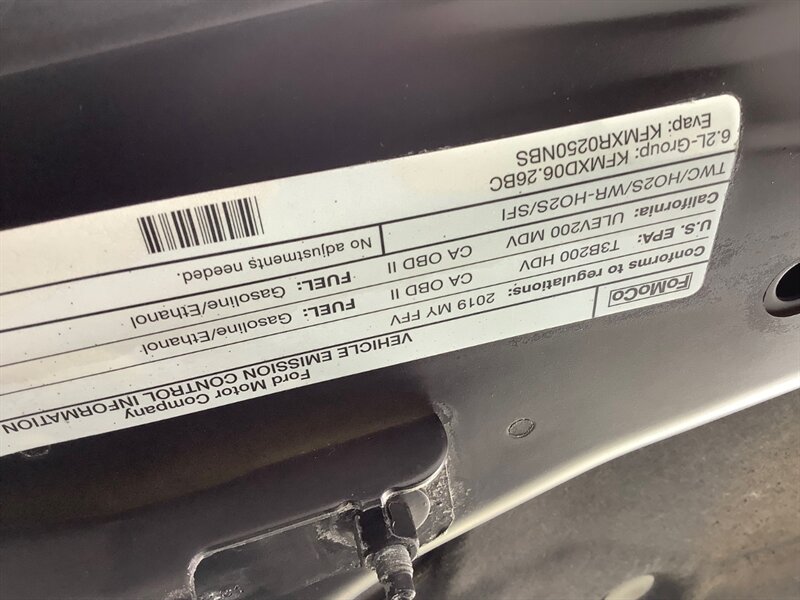 Ford Motor Company
VEHICLE EMISSION CONTROL INFORMATION
FoMoCo
Conforms to regulations: 2019 MY FFV
U.S. EPA: T3B200 HDV CA OBD II FUEL: Gasoline/Ethanol
California: ULEV200 MDV CA OBD II FUEL: Gasoline/Ethanol
TWC/HO2S/WR-HO2S/SFI No adjustments needed.
6.2L-Group: KFMXD06.26BC
Evap: KFMXR0250NBS